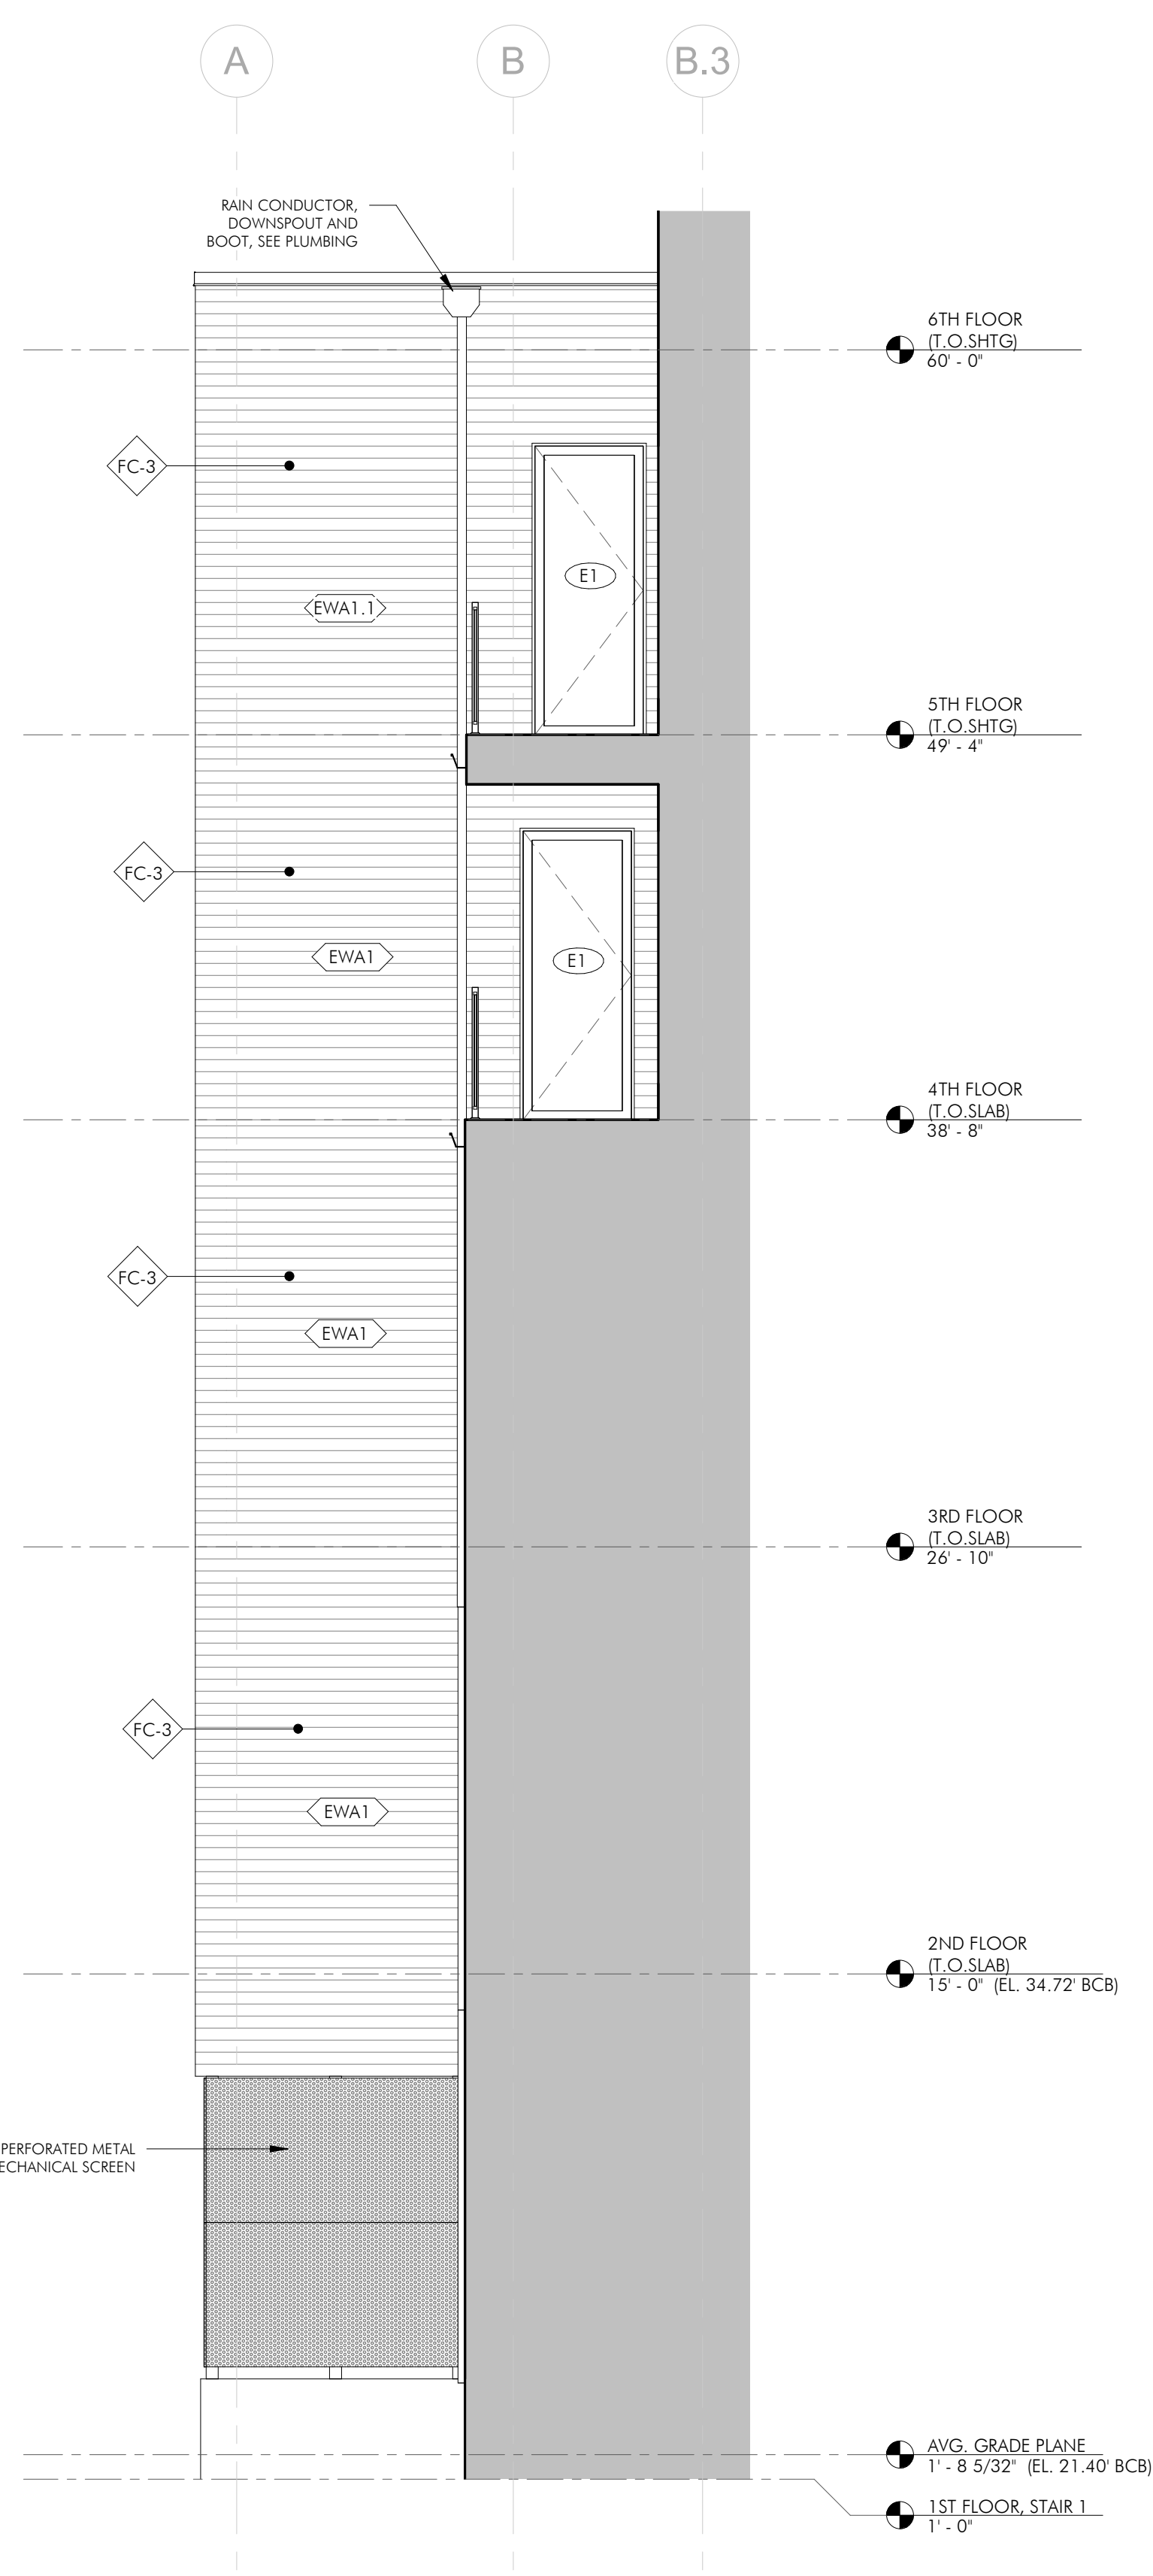 A
B
B.3
RAIN CONDUCTOR,
DOWNSPOUT AND
BOOT, SEE PLUMBING
6TH FLOOR
(T.O.SHTG)
60' - 0"
FC-3
E1
EWA1.1
5TH FLOOR
(T.O.SHTG)
49' - 4"
FC-3
EWA1
E1
4TH FLOOR
(T.O.SLAB)
38' - 8"
FC-3
EWA1
3RD FLOOR
(T.O.SLAB)
26' - 10"
FC-3
EWA1
2ND FLOOR
(T.O.SLAB)
15' - 0" (EL. 34.72' BCB)
PERFORATED METAL
ECHANICAL SCREEN
AVG. GRADE PLANE
1' - 8 5/32" (EL. 21.40' BCB)
1ST FLOOR, STAIR 1
1' - 0"